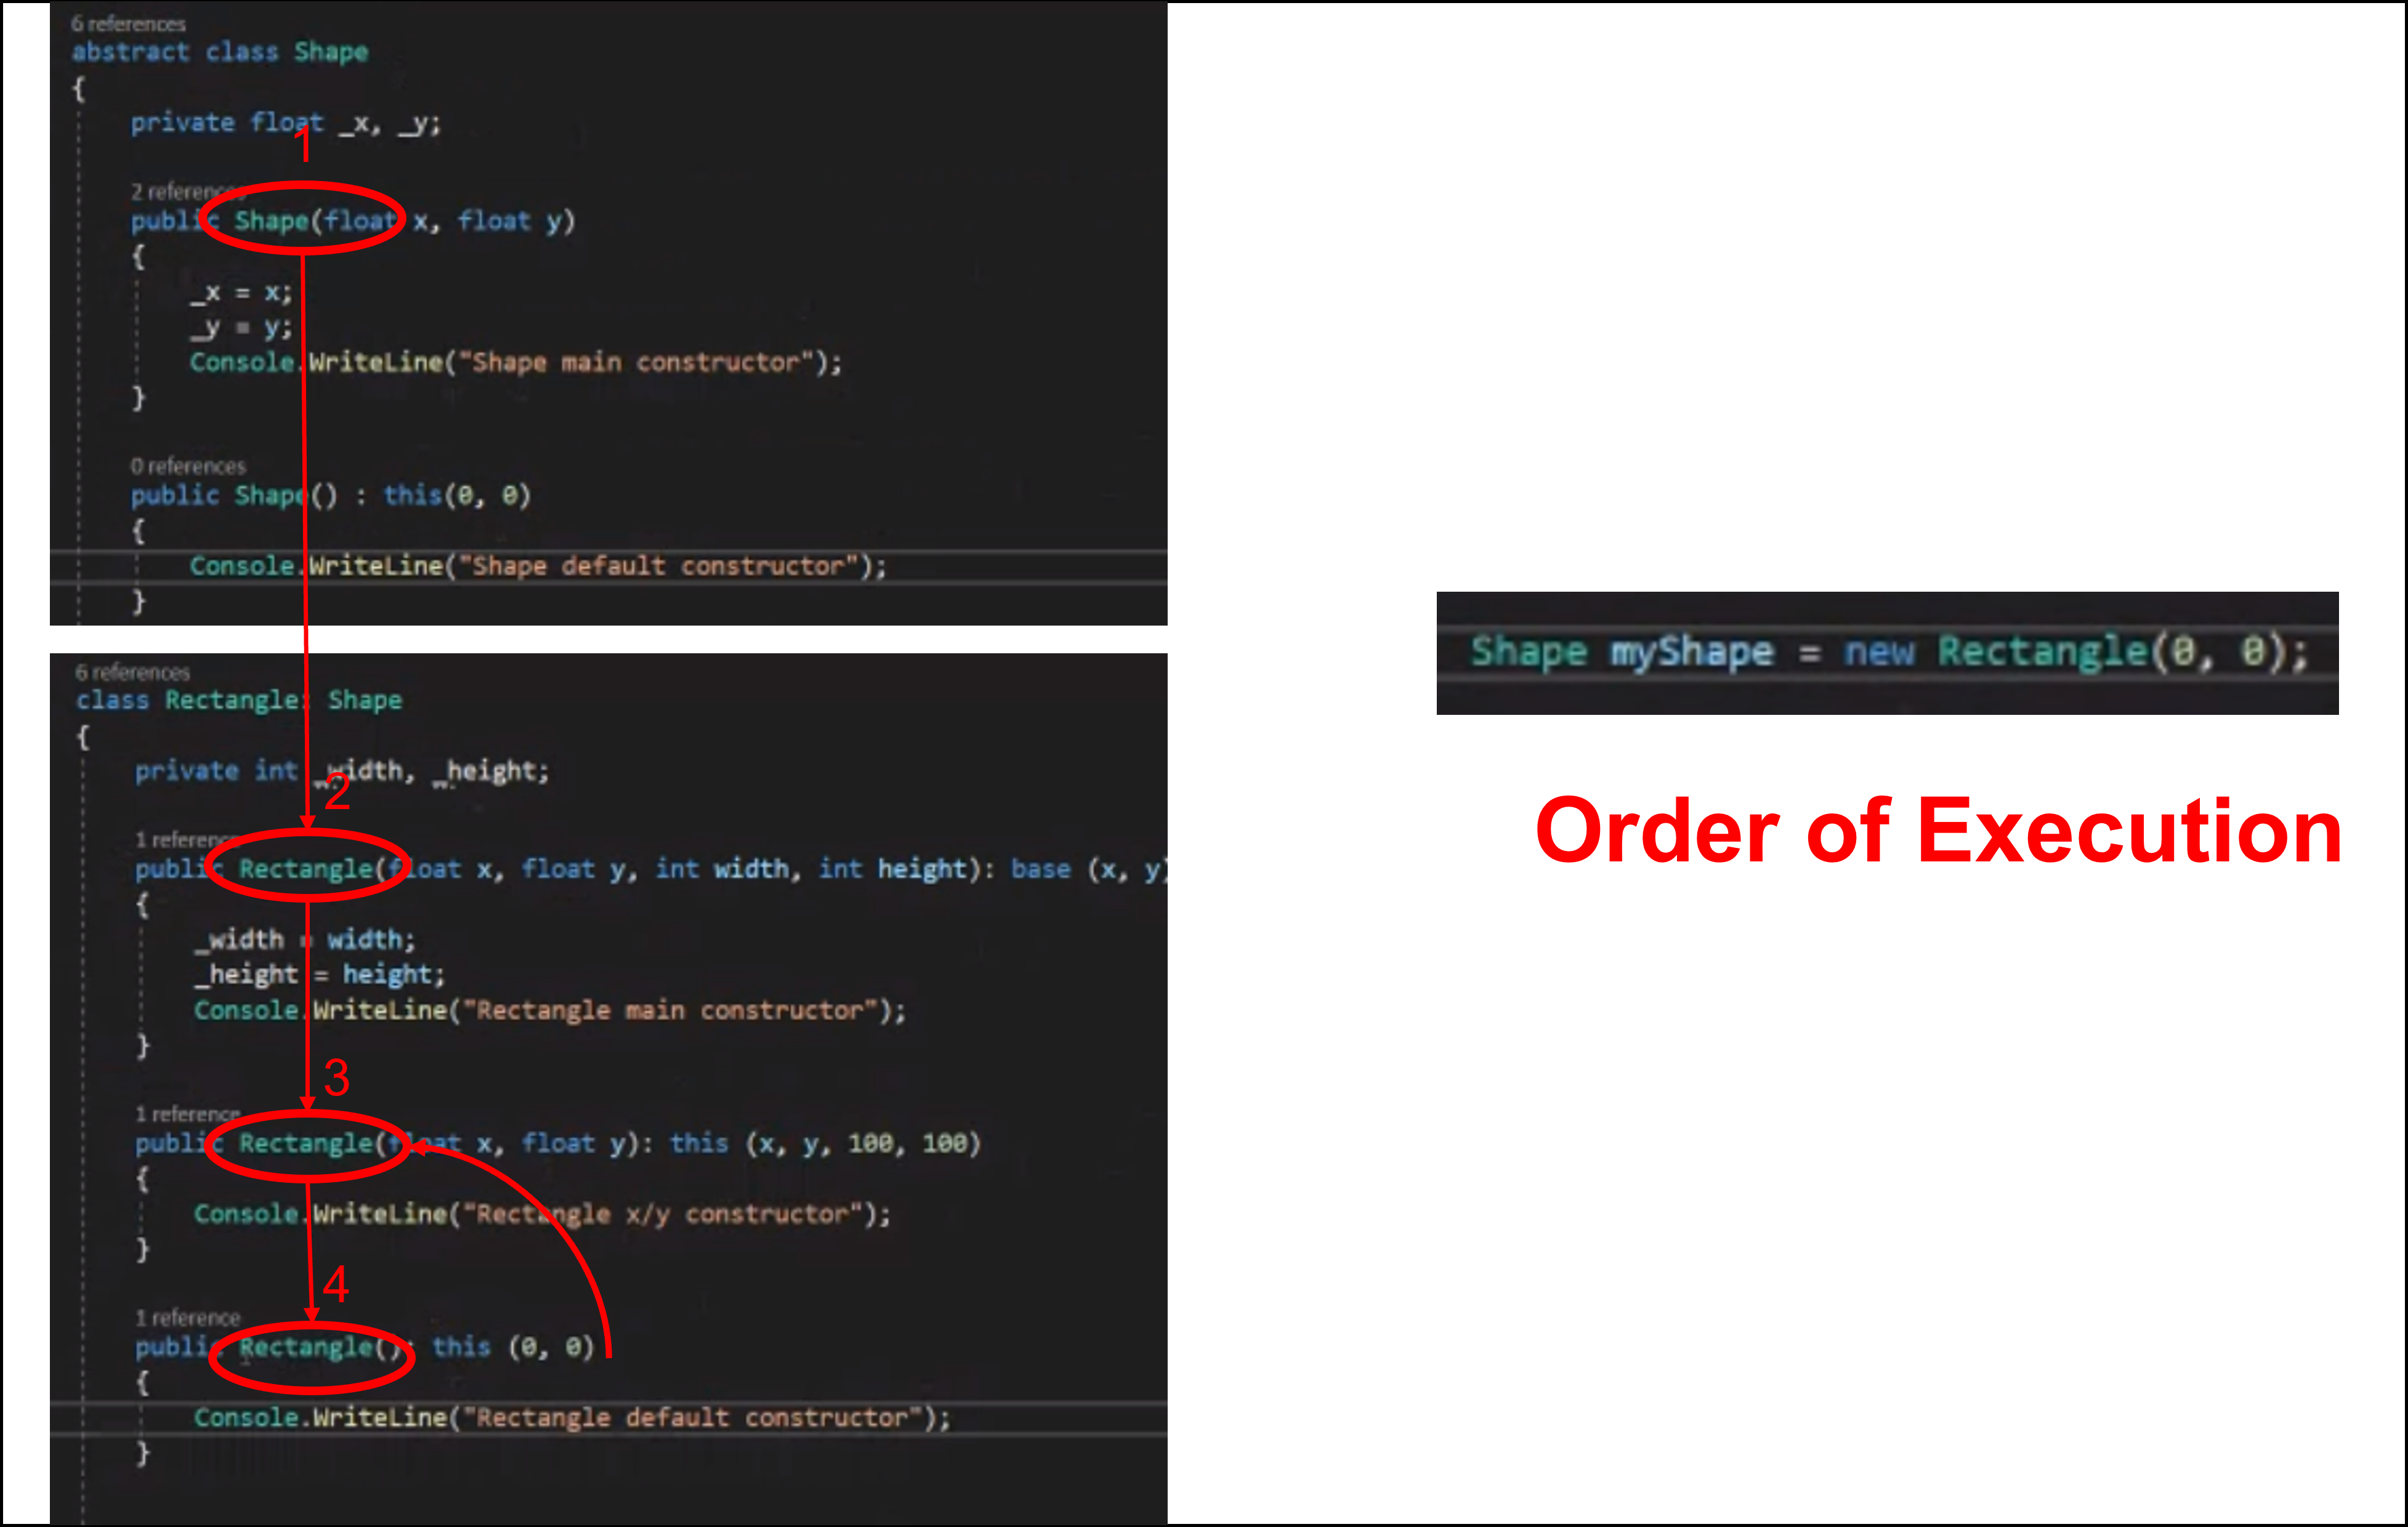 6 references
abstract class Shape
{
private float _x, _y;
1
2 references
public Shape(float x, float y)
{
_x = x;
_y = y;
Console.WriteLine("Shape main constructor");
}
0 references
public Shape() : this(0, 0)
{
Console.WriteLine("Shape default constructor");
}
6 references
class Rectangle: Shape
{
private int _width, _height;
2
1 reference
public Rectangle(float x, float y, int width, int height): base (x, y)
{
_width = width;
_height = height;
Console.WriteLine("Rectangle main constructor");
}
3
1 reference
public Rectangle(float x, float y): this (x, y, 100, 100)
{
Console.WriteLine("Rectangle x/y constructor");
}
4
1 reference
public Rectangle(): this (0, 0)
{
Console.WriteLine("Rectangle default constructor");
}
Shape myShape = new Rectangle(0, 0);
Order of Execution